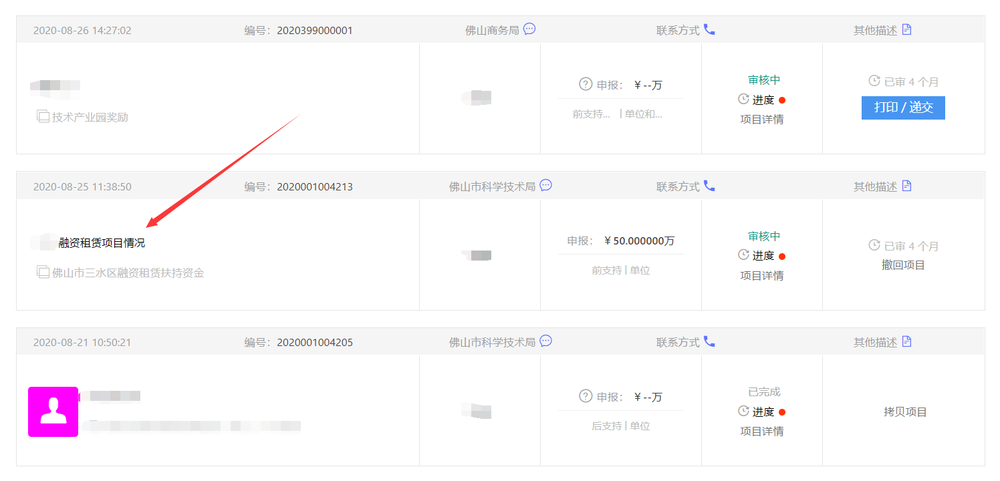 2020-08-26 14:27:02 编号：2020399000001 佛山商务局 联系方式 其他描述
技术产业园奖励
申报： ￥--万
前支持... | 单位和...
审核中
进度
项目详情
已审 4 个月
打印 / 递交
2020-08-25 11:38:50 编号：2020001004213 佛山市科学技术局 联系方式 其他描述
融资租赁项目情况
佛山市三水区融资租赁扶持资金
申报： ￥50.000000万
前支持 | 单位
审核中
进度
项目详情
已审 4 个月
撤回项目
2020-08-21 10:50:21 编号：2020001004205 佛山市科学技术局 联系方式 其他描述
申报： ￥--万
后支持 | 单位
已完成
进度
项目详情
拷贝项目